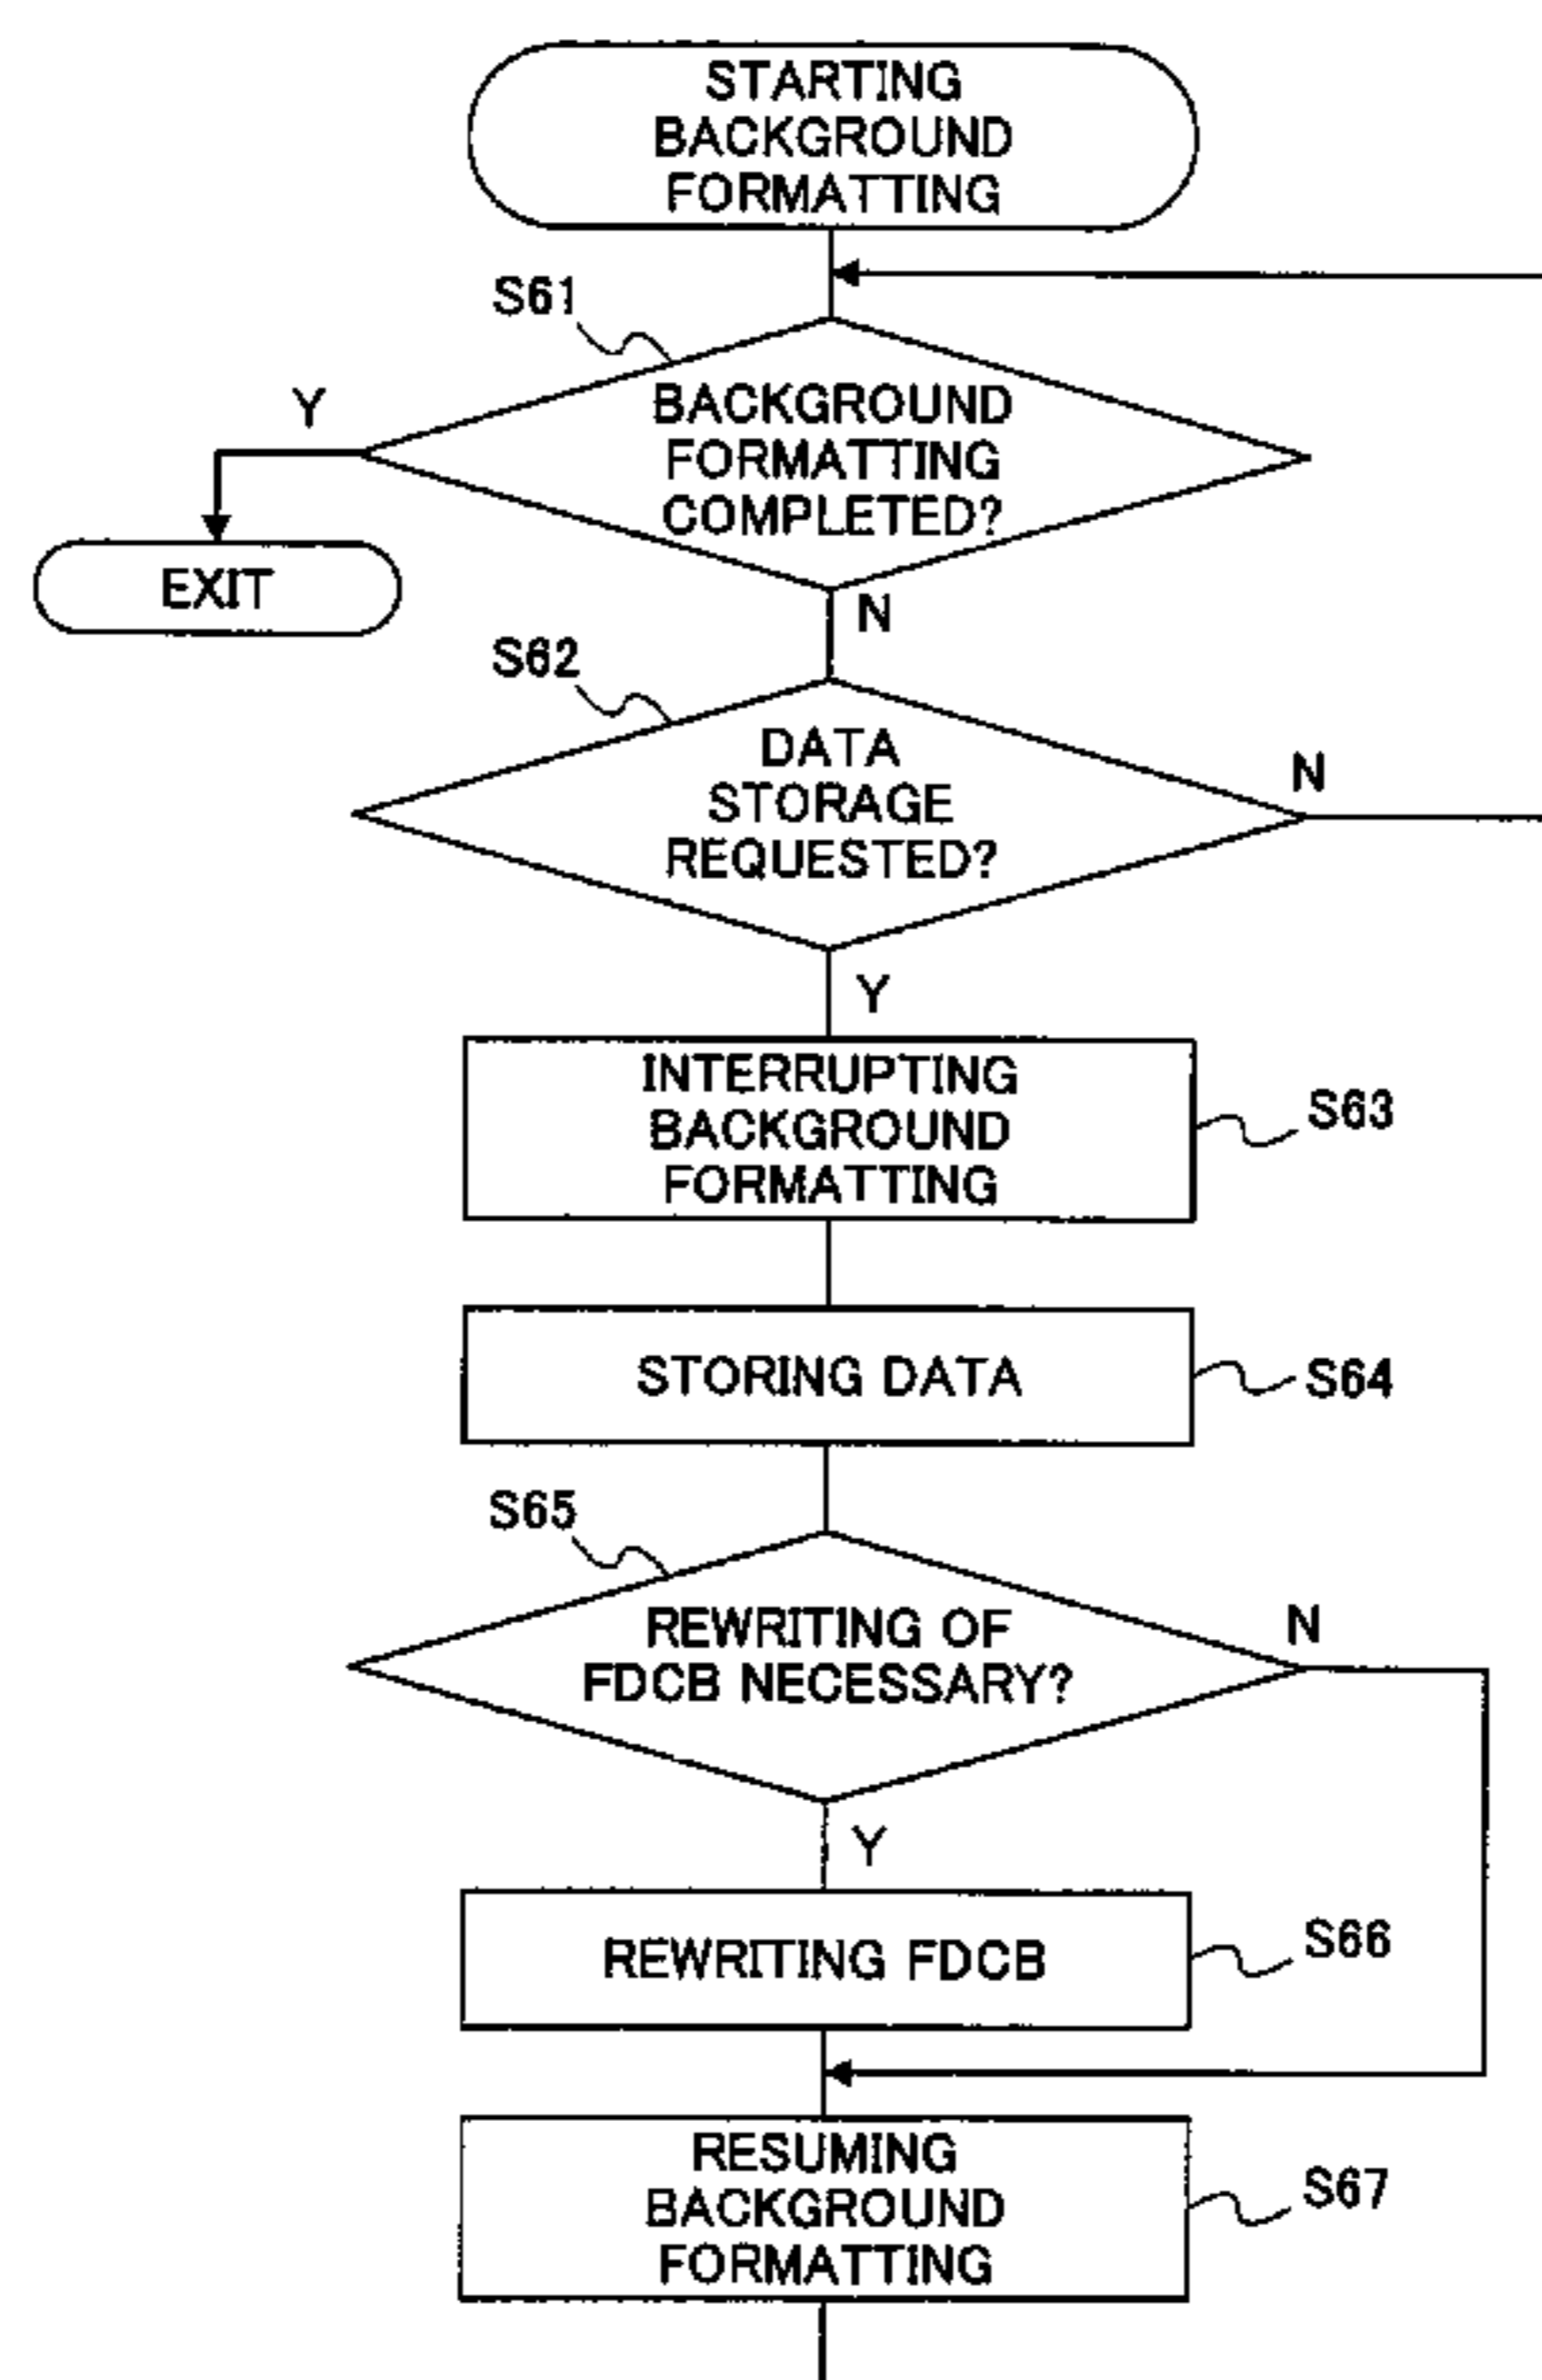 STARTING
BACKGROUND
FORMATTING
S61
Y
BACKGROUND
FORMATTING
COMPLETED?
EXIT
N
S62
DATA
STORAGE
REQUESTED?
N
Y
INTERRUPTING
BACKGROUND
FORMATTING
S63
STORING DATA
S64
S65
REWRITING OF
FDCB NECESSARY?
N
Y
REWRITING FDCB
S66
RESUMING
BACKGROUND
FORMATTING
S67